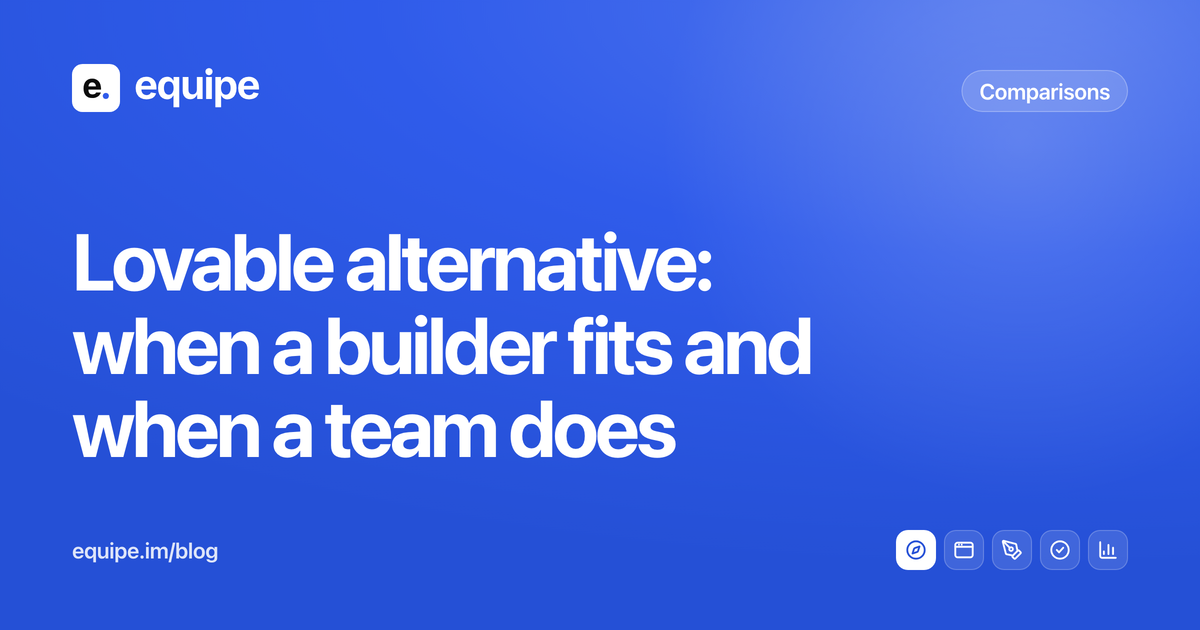 e. equipe
Comparisons
Lovable alternative:
when a builder fits and
when a team does
equipe.im/blog